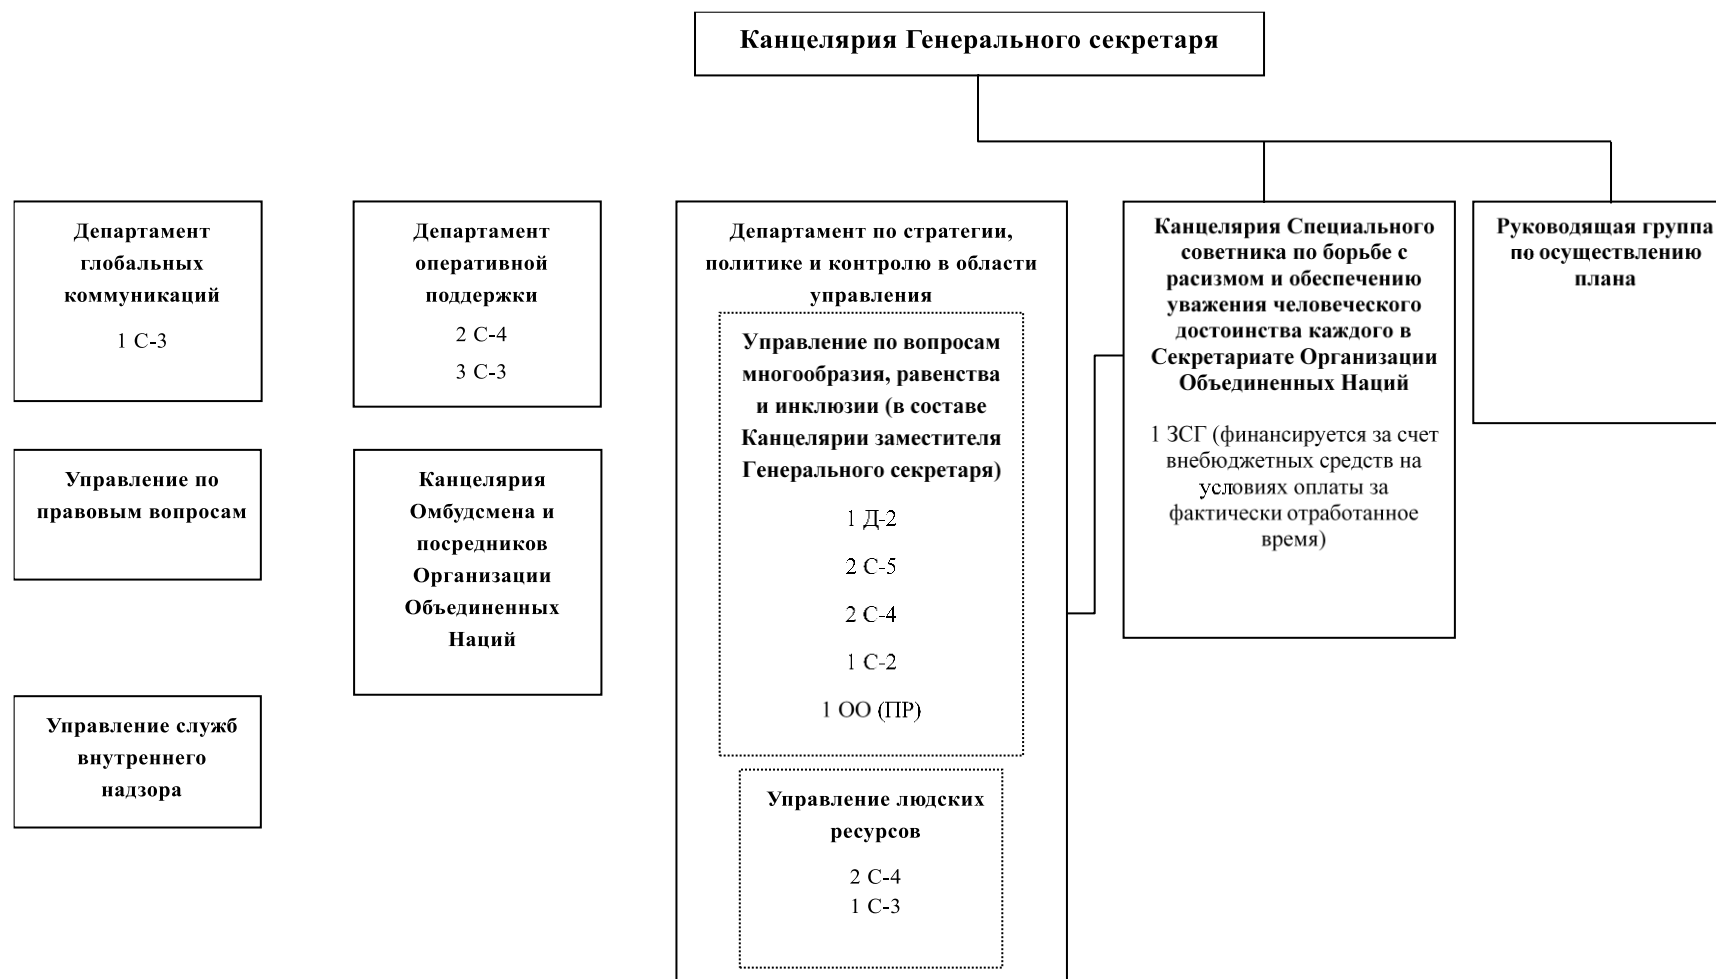 Канцелярия Генерального секретаря
Департамент
глобальных
коммуникаций
1 С-3
Департамент
оперативной
поддержки
2 С-4
3 С-3
Департамент по стратегии,
политике и контролю в области
управления
Управление по вопросам
многообразия, равенства
и инклюзии (в составе
Канцелярии заместителя
Генерального секретаря)
1 Д-2
2 С-5
2 С-4
1 С-2
1 ОО (ПР)
Управление людских
ресурсов
2 С-4
1 С-3
Канцелярия Специального
советника по борьбе с
расизмом и обеспечению
уважения человеческого
достоинства каждого в
Секретариате Организации
Объединенных Наций
1 ЗСГ (финансируется за счет
внебюджетных средств на
условиях оплаты за
фактически отработанное
время)
Руководящая группа
по осуществлению
плана
Управление по
правовым вопросам
Канцелярия
Омбудсмена и
посредников
Организации
Объединенных
Наций
Управление служб
внутреннего
надзора